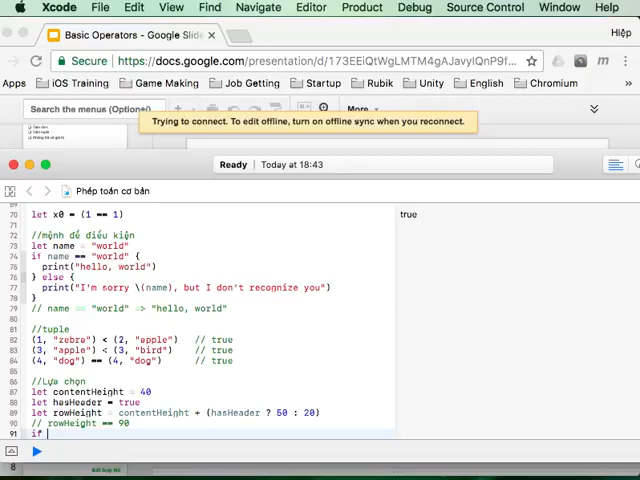 Xcode File Edit View Find Navigate Editor Product Debug Source Control Window Help
Basic Operators - Google Slide
Hiệp
Secure https://docs.google.com/presentation/d/173EEiQtWgLMTM4gAJavyIQnP9f...
Apps iOS Training Game Making Job Getting Startup Rubik Unity English Chromium
Search the menus (Option+/) More
Trying to connect. To edit offline, turn on offline sync when you reconnect.
Ready Today at 18:43
Phép toán cơ bản
69
70 let x0 = (1 == 1) true
71
72 //mệnh đề điều kiện
73 let name = "world"
74 if name == "world" {
75 print("hello, world")
76 } else {
77 print("I'm sorry \(name), but I don't recognize you")
78 }
79 // name == "world" => "hello, world"
80
81 //tuple
82 (1, "zebra") < (2, "apple") // true
83 (3, "apple") < (3, "bird") // true
84 (4, "dog") == (4, "dog") // true
85
86 //Lựa chọn
87 let contentHeight = 40
88 let hasHeader = true
89 let rowHeight = contentHeight + (hasHeader ? 50 : 20)
90 // rowHeight == 90
91 if
8